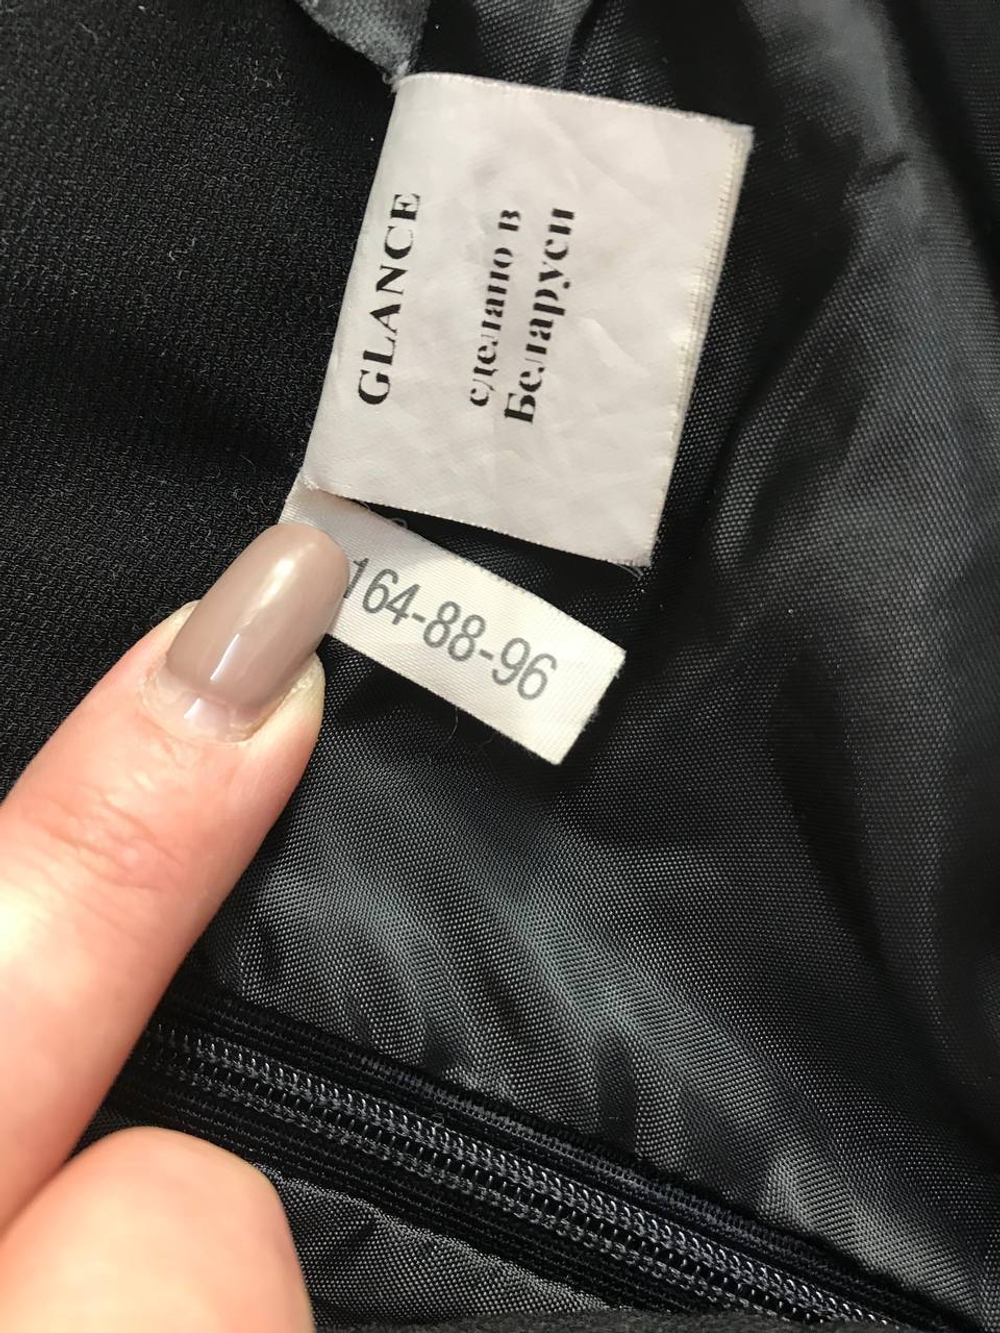 GLANCE
сделано в
Беларуси
164-88-96